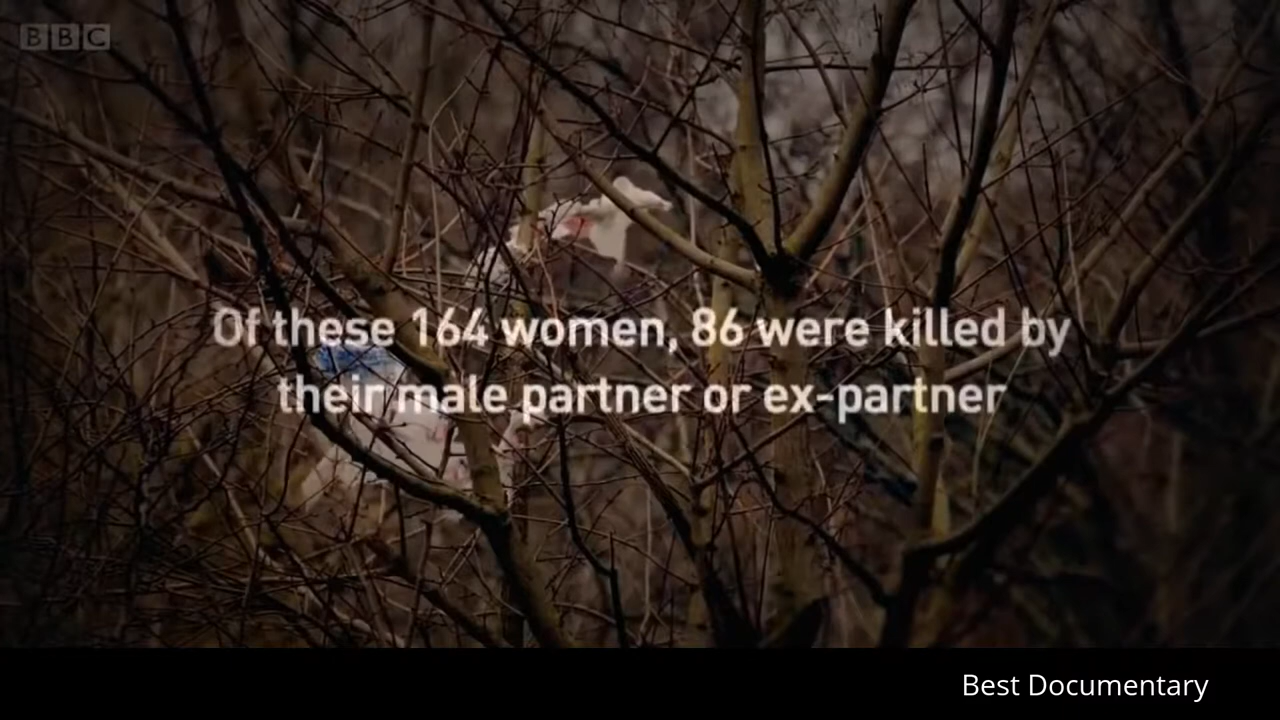 BBC
Of these 164 women, 86 were killed by
their male partner or ex-partner
Best Documentary